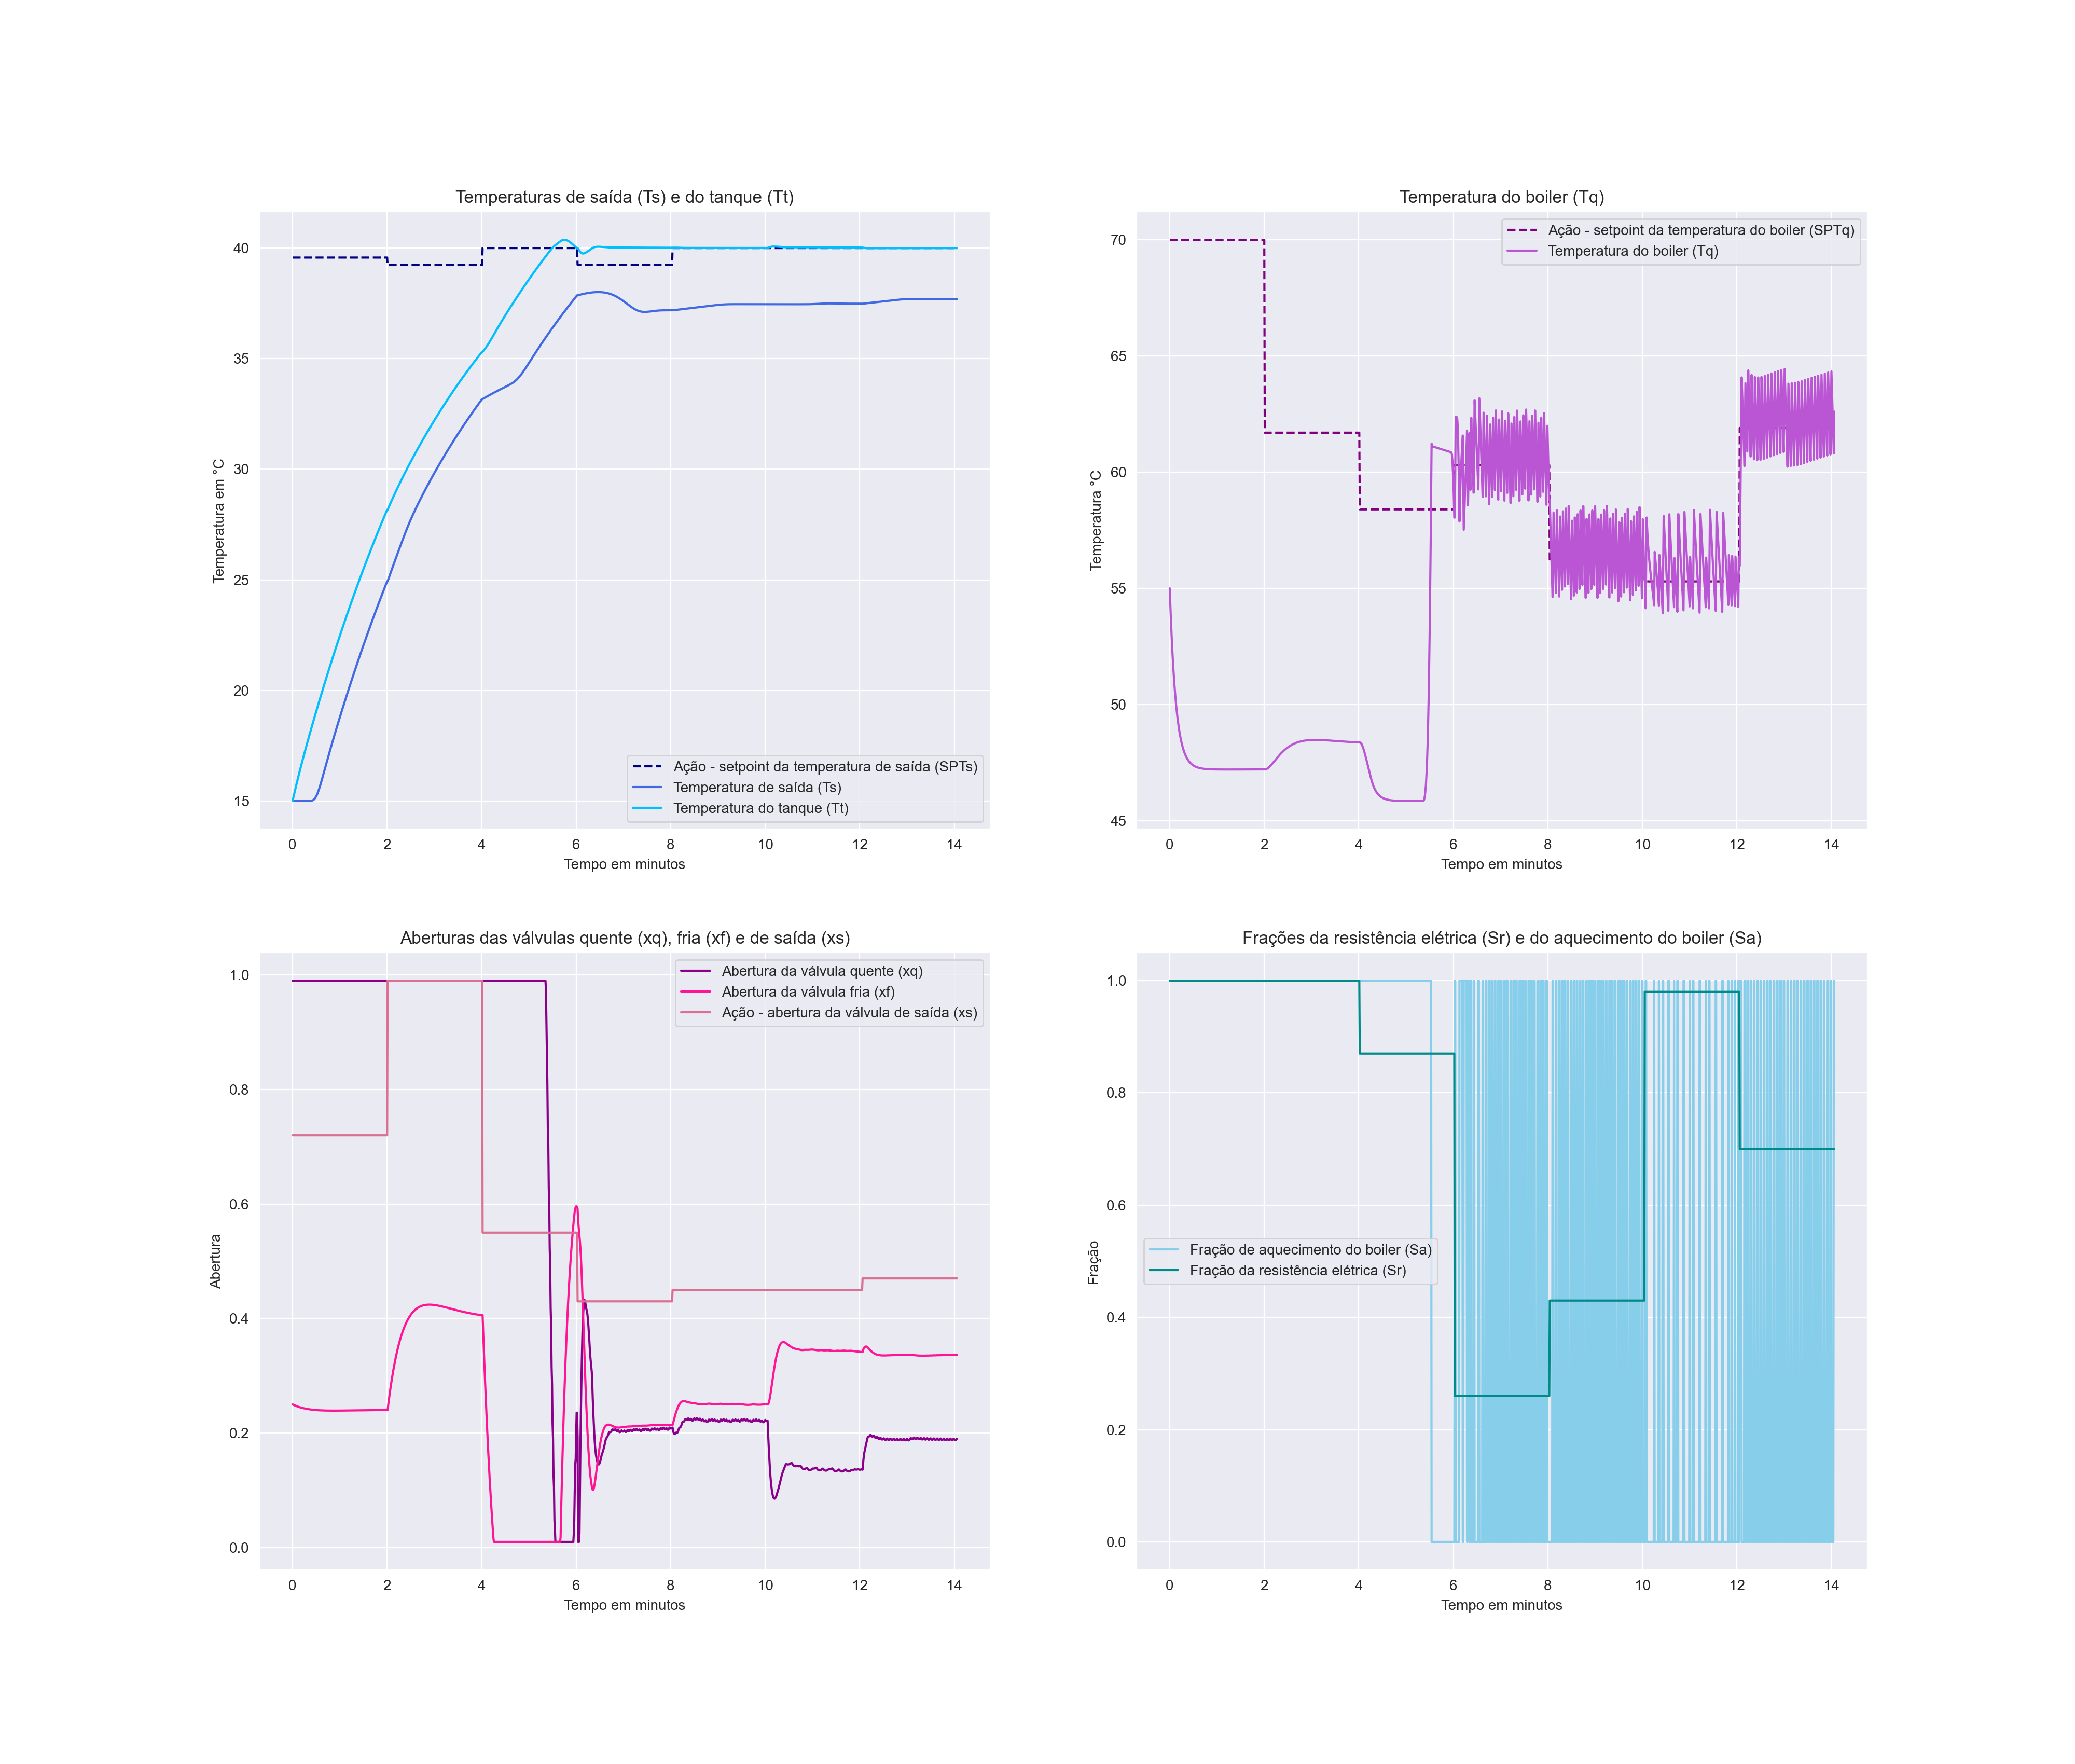 Temperaturas de saída (Ts) e do tanque (Tt)
Temperatura em °C
40
35
30
25
20
15
Ação - setpoint da temperatura de saída (SPTs)
Temperatura de saída (Ts)
Temperatura do tanque (Tt)
0 2 4 6 8 10 12 14
Tempo em minutos
Temperatura do boiler (Tq)
Temperatura °C
70
65
60
55
50
45
Ação - setpoint da temperatura do boiler (SPTq)
Temperatura do boiler (Tq)
0 2 4 6 8 10 12 14
Tempo em minutos
Aberturas das válvulas quente (xq), fria (xf) e de saída (xs)
Abertura
1.0
0.8
0.6
0.4
0.2
0.0
Abertura da válvula quente (xq)
Abertura da válvula fria (xf)
Ação - abertura da válvula de saída (xs)
0 2 4 6 8 10 12 14
Tempo em minutos
Frações da resistência elétrica (Sr) e do aquecimento do boiler (Sa)
Fração
1.0
0.8
0.6
0.4
0.2
0.0
Fração de aquecimento do boiler (Sa)
Fração da resistência elétrica (Sr)
0 2 4 6 8 10 12 14
Tempo em minutos